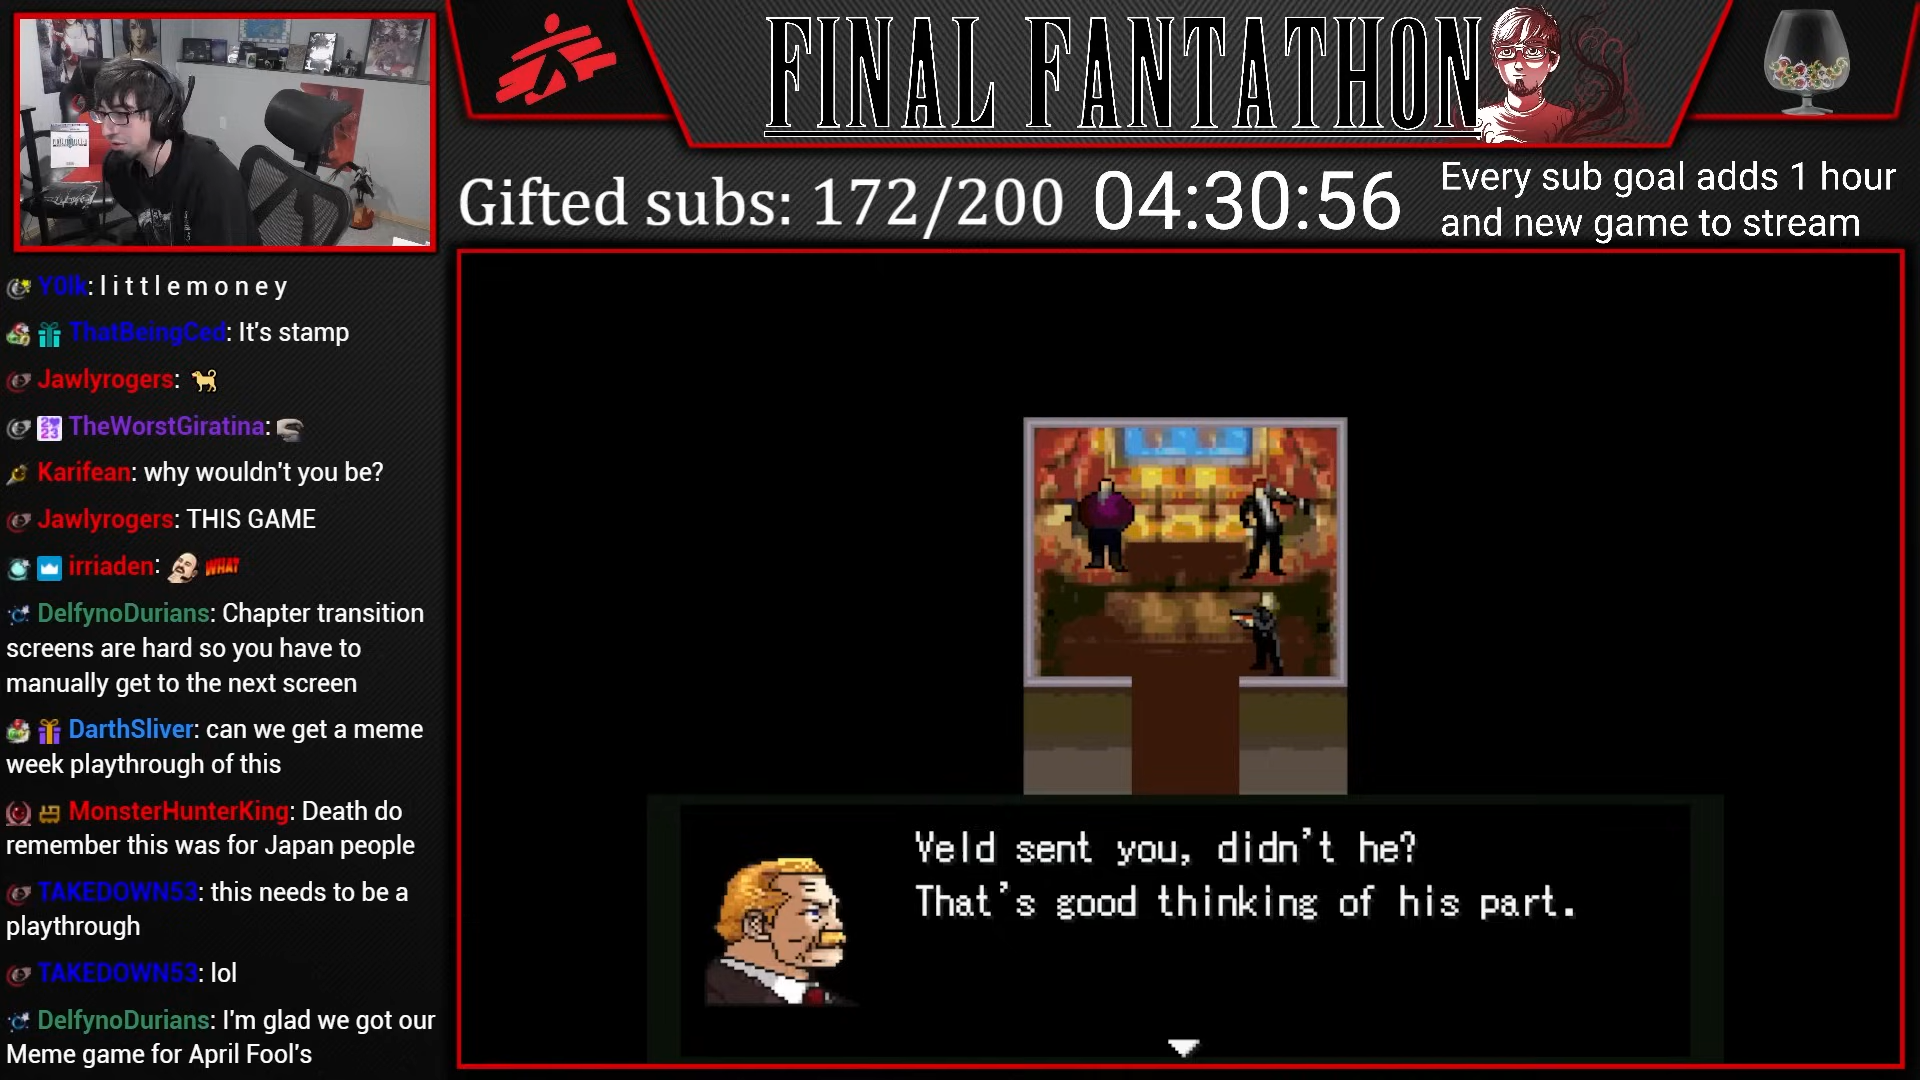 FINAL FANTATHON
Gifted subs: 172/200
04:30:56
Every sub goal adds 1 hour
and new game to stream
Y0lk: l i t t l e m o n e y
ThatBeingCed: It's stamp
Jawlyrogers:
TheWorstGiratina:
Karifean: why wouldn't you be?
Jawlyrogers: THIS GAME
irriaden: WHAT
DelfynoDurians: Chapter transition
screens are hard so you have to
manually get to the next screen
DarthSliver: can we get a meme
week playthrough of this
MonsterHunterKing: Death do
remember this was for Japan people
TAKEDOWN53: this needs to be a
playthrough
TAKEDOWN53: lol
DelfynoDurians: I'm glad we got our
Meme game for April Fool's
Veld sent you, didn't he?
That's good thinking of his part.